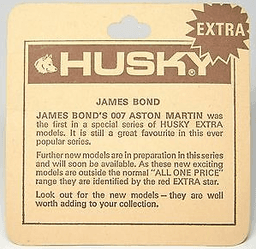 EXTRA
HUSKY®
JAMES BOND
JAMES BOND'S 007 ASTON MARTIN was
the first in a special series of HUSKY EXTRA
models. It is still a great favourite in this ever
popular series.
Further new models are in preparation in this series
and will soon be available. As these new exciting
models are outside the normal "ALL ONE PRICE"
range they are identified by the red EXTRA star.
Look out for the new models — they are well
worth adding to your collection.